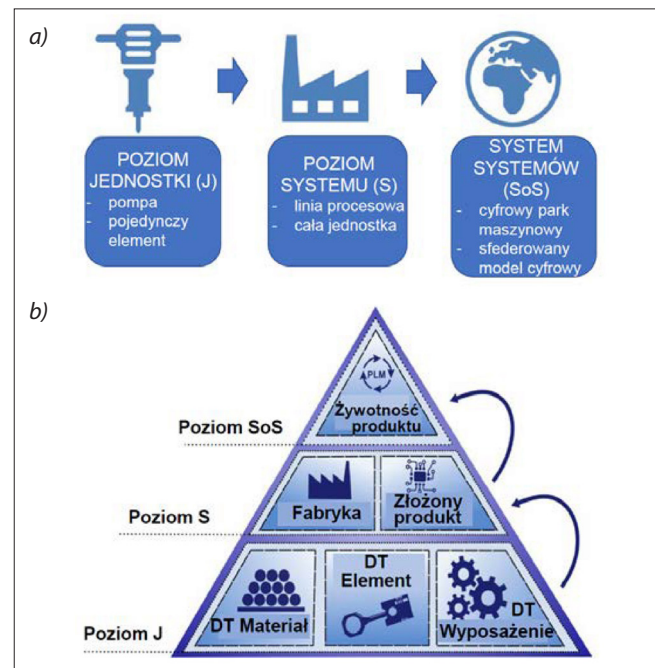 a)
POZIOM
JEDNOSTKI (J)
- pompa
- pojedynczy
element
POZIOM
SYSTEMU (S)
- linia procesowa
- cała jednostka
SYSTEM
SYSTEMÓW
(SoS)
- cyfrowy park
maszynowy
- sfederowany
model cyfrowy
b)
PLM
Żywotność
produktu
Poziom SoS
Fabryka
Złożony
produkt
Poziom S
DT Materiał
DT
Element
DT
Wyposażenie
Poziom J